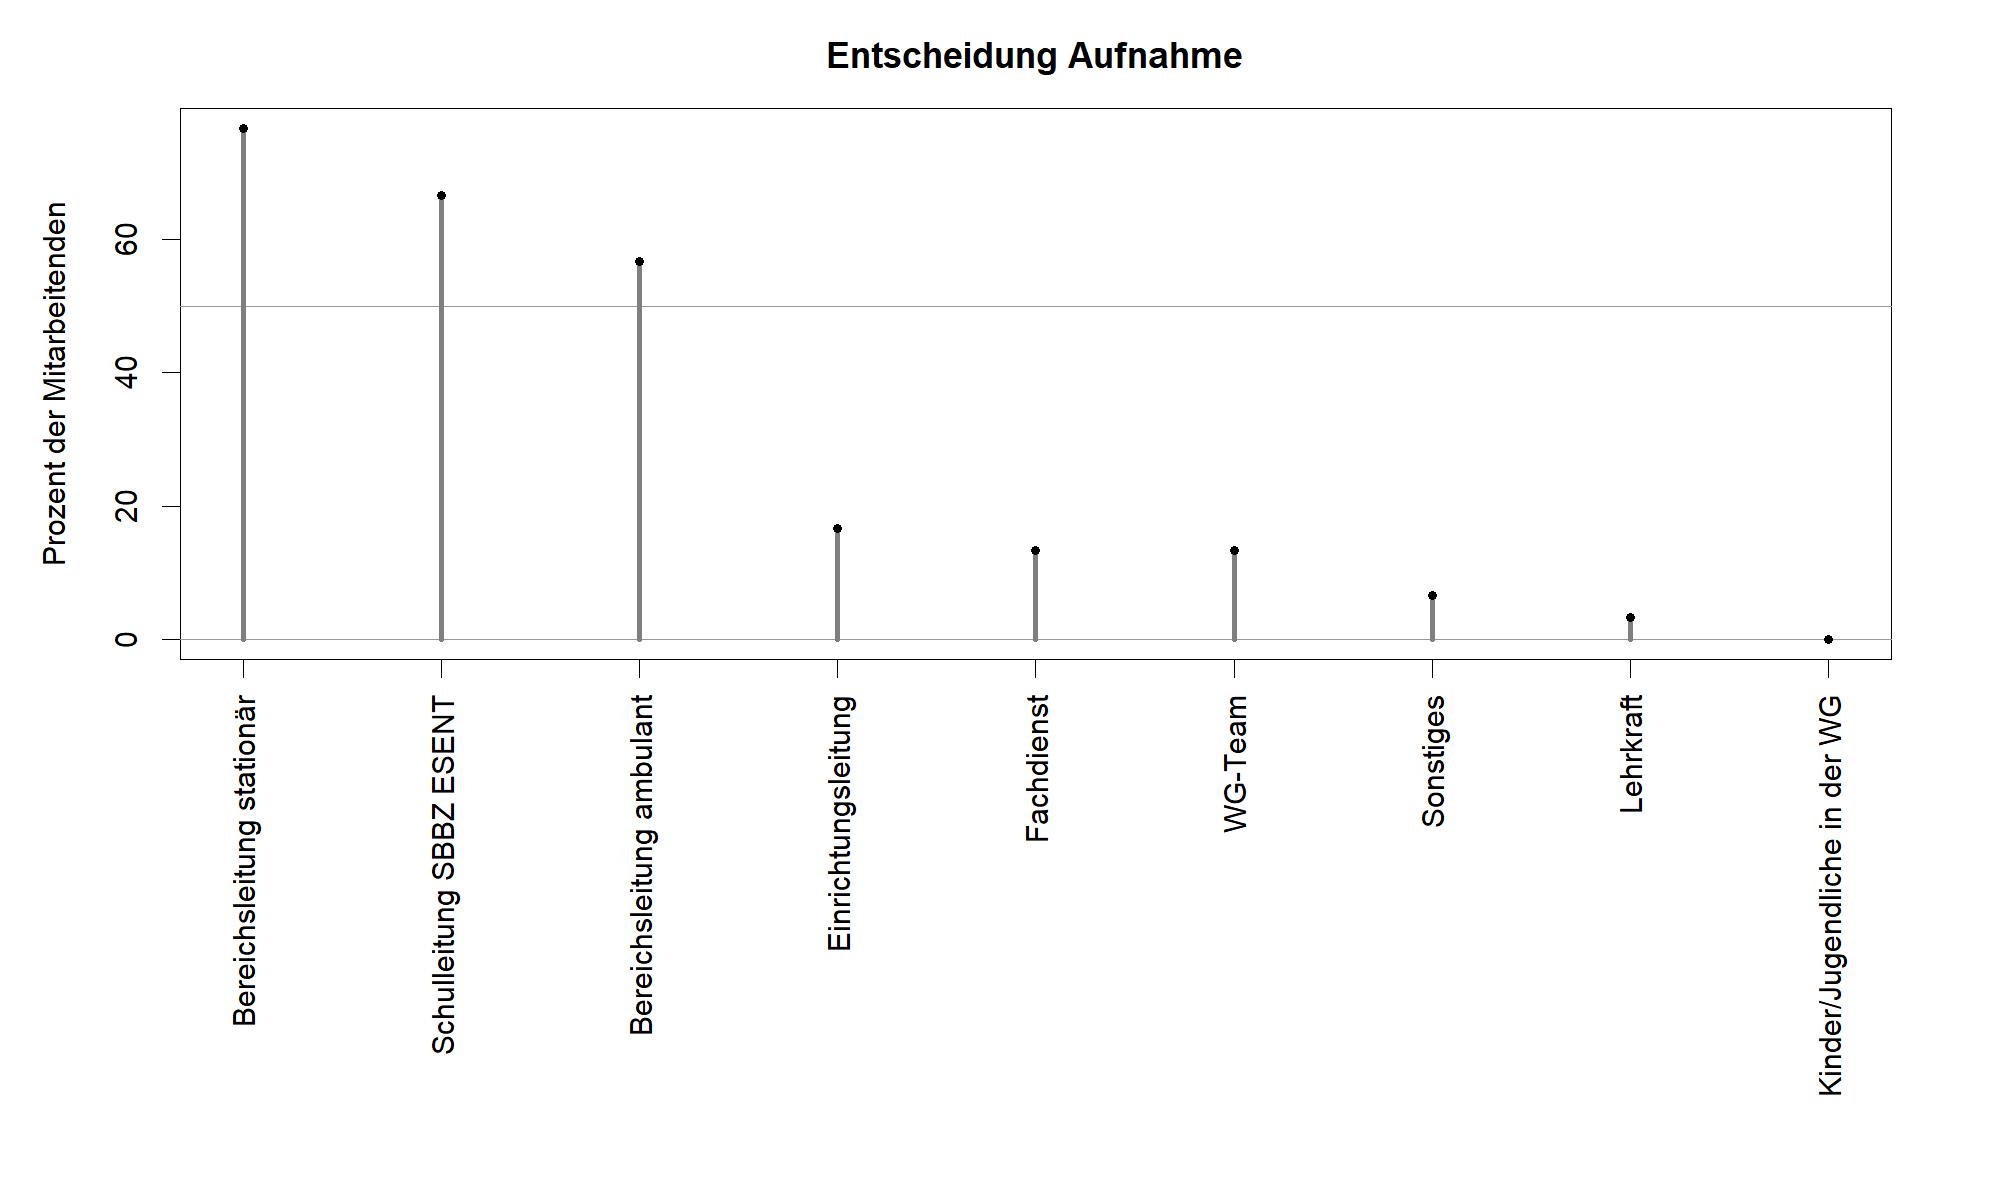 Entscheidung Aufnahme
Prozent der Mitarbeitenden
60
40
20
0
Bereichsleitung stationär
Schulleitung SBBZ ESENT
Bereichsleitung ambulant
Einrichtungsleitung
Fachdienst
WG-Team
Sonstiges
Lehrkraft
Kinder/Jugendliche in der WG